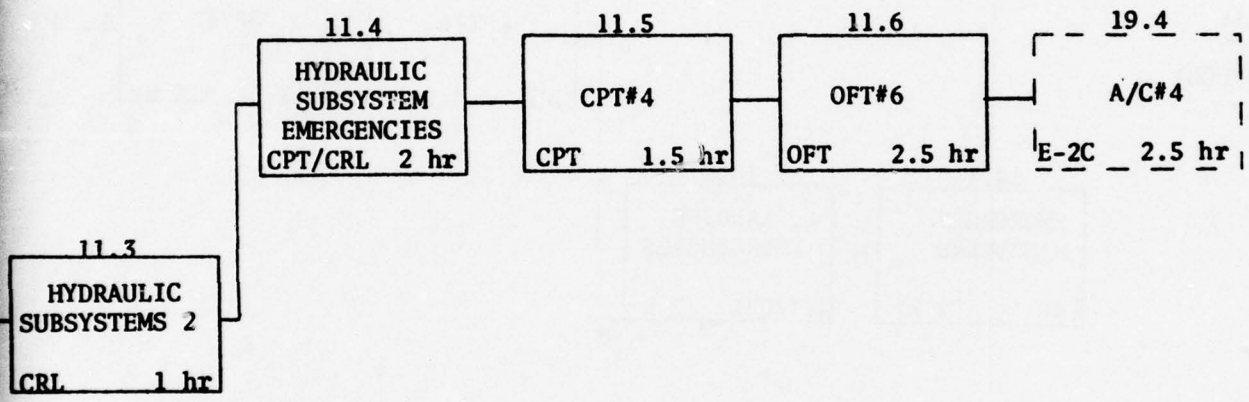 11.4
HYDRAULIC
SUBSYSTEM
EMERGENCIES
CPT/CRL 2 hr
11.5
CPT#4
CPT 1.5 hr
11.6
OFT#6
OFT 2.5 hr
19.4
A/C#4
E-2C 2.5 hr
11.3
HYDRAULIC
SUBSYSTEMS 2
CRL 1 hr